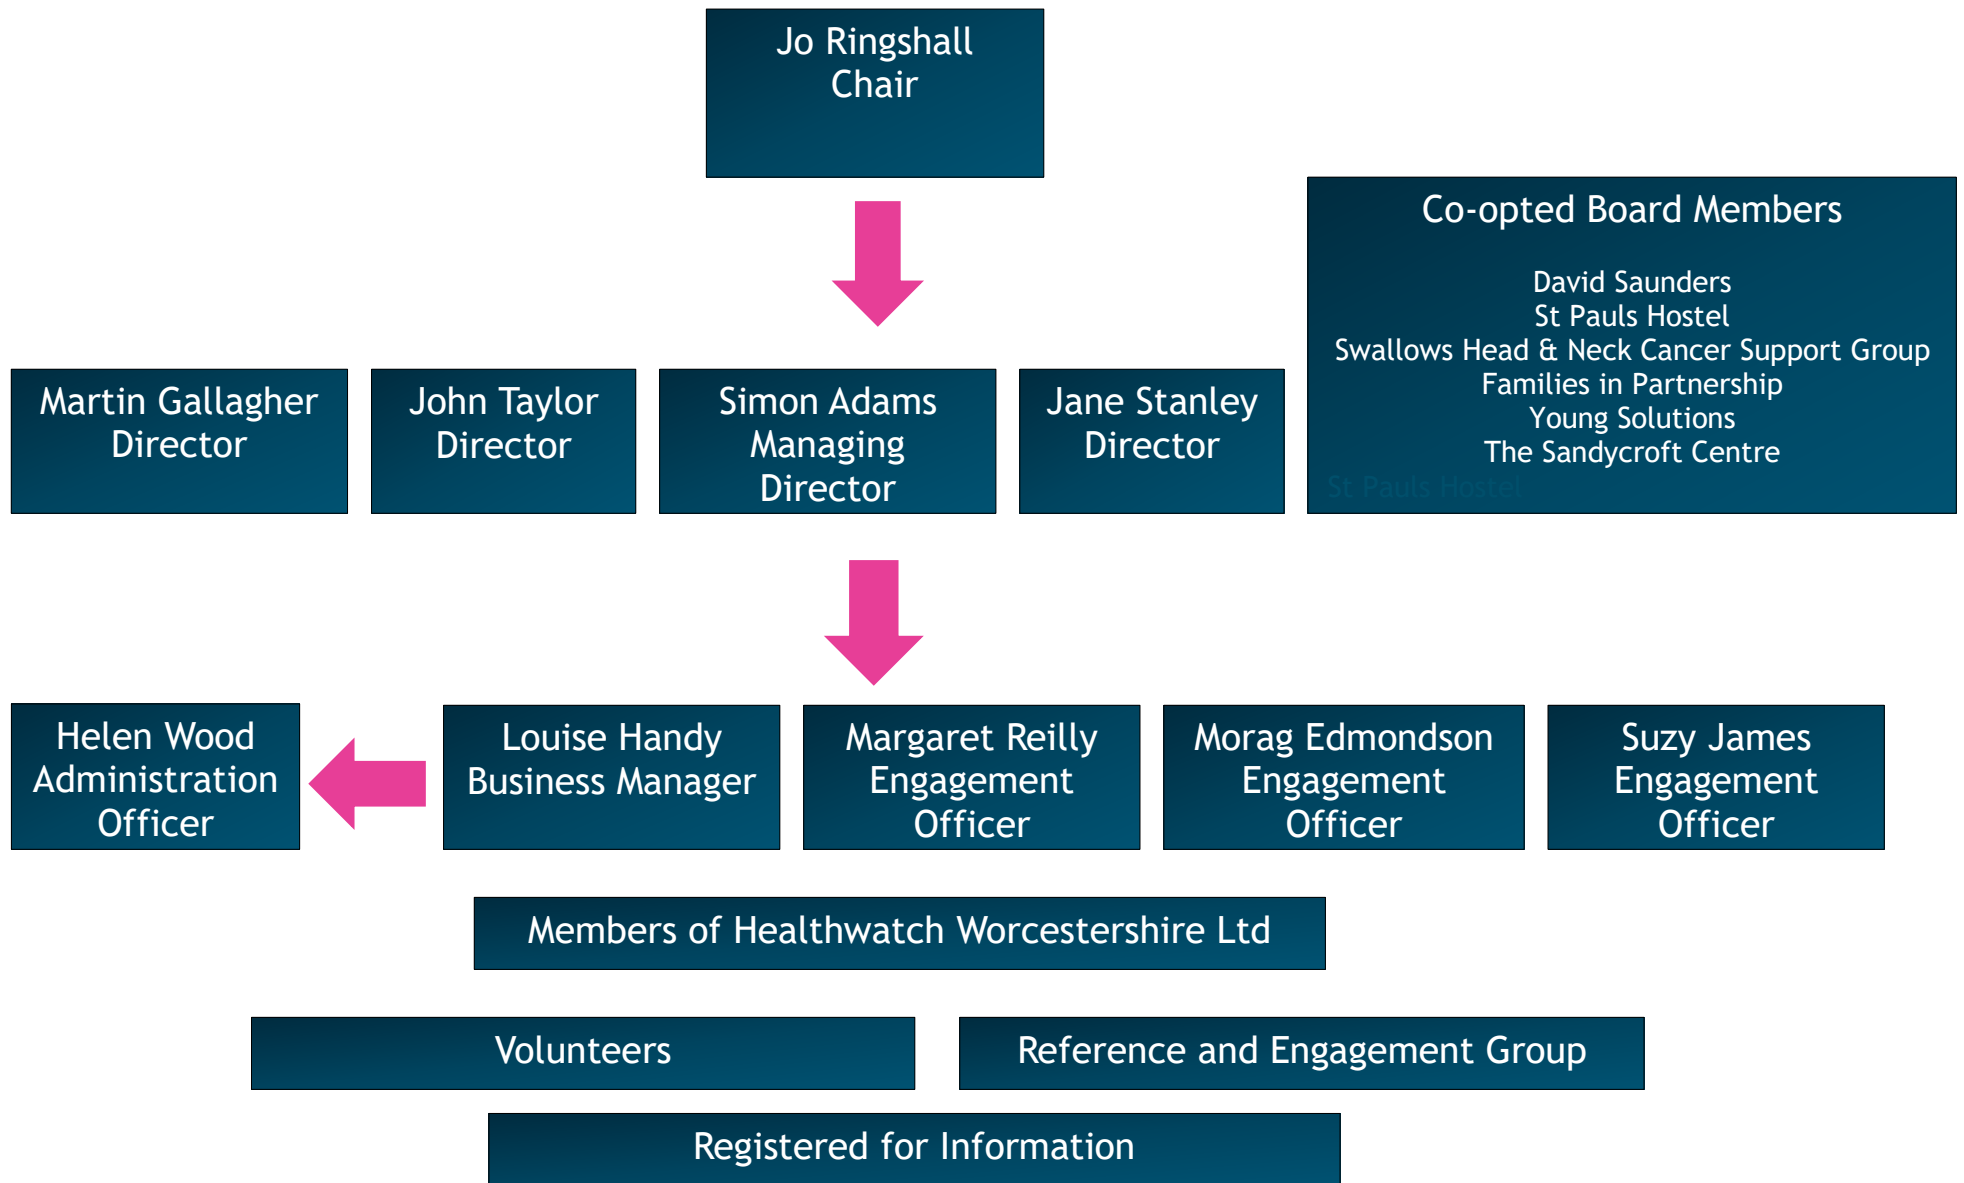 Jo Ringshall
Chair
Co-opted Board Members
David Saunders
St Pauls Hostel
Swallows Head & Neck Cancer Support Group
Families in Partnership
Young Solutions
The Sandycroft Centre
St Pauls Hostel
Martin Gallagher
Director
John Taylor
Director
Simon Adams
Managing
Director
Jane Stanley
Director
Helen Wood
Administration
Officer
Louise Handy
Business Manager
Margaret Reilly
Engagement
Officer
Morag Edmondson
Engagement
Officer
Suzy James
Engagement
Officer
Members of Healthwatch Worcestershire Ltd
Volunteers
Reference and Engagement Group
Registered for Information